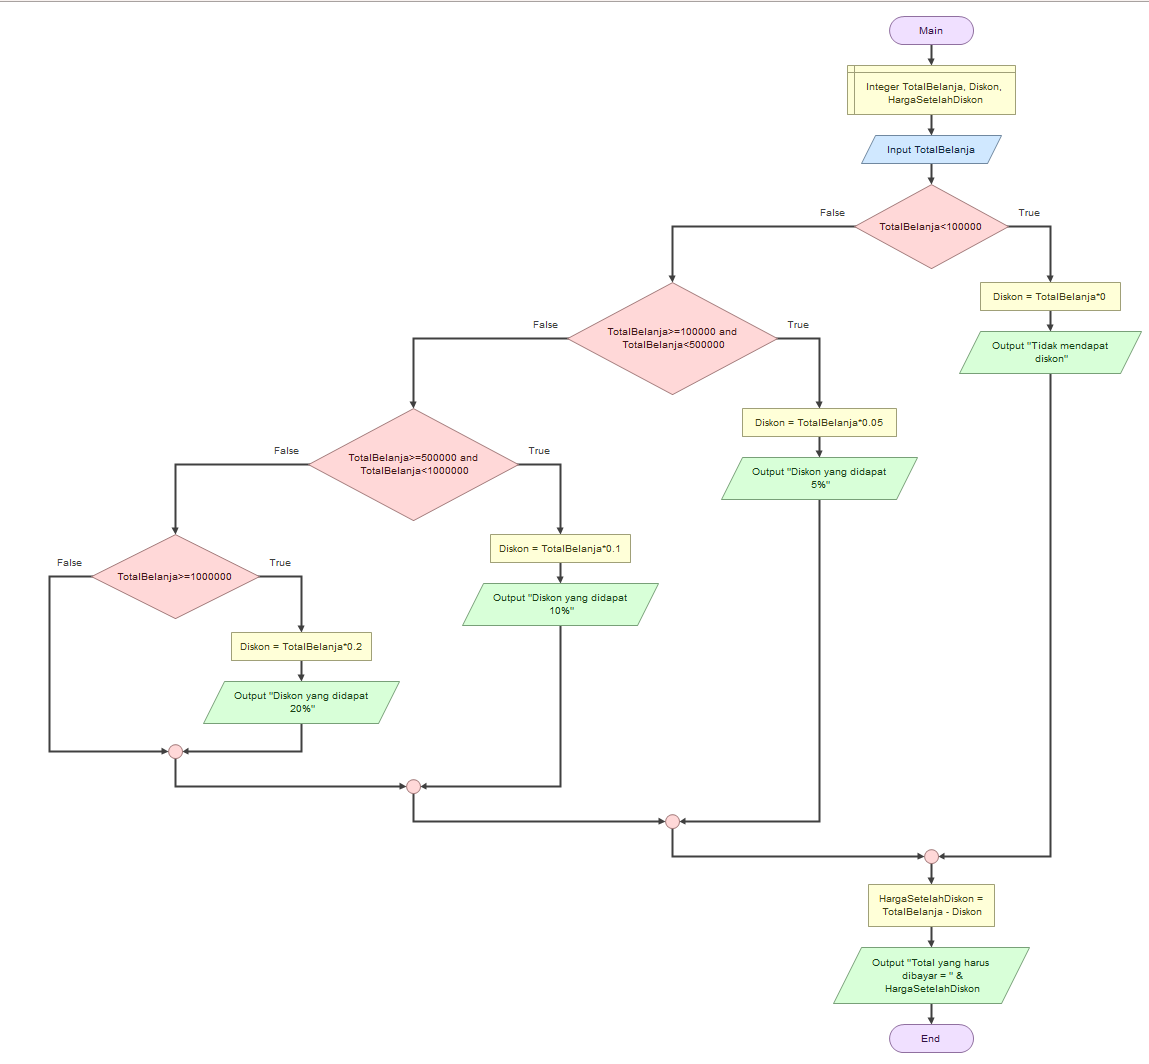 Main
Integer TotalBelanja, Diskon,
HargaSetelahDiskon
Input TotalBelanja
False
TotalBelanja<100000
True
Diskon = TotalBelanja*0
Output "Tidak mendapat
diskon"
False
TotalBelanja>=100000 and
TotalBelanja<500000
True
Diskon = TotalBelanja*0.05
Output "Diskon yang didapat
5%"
False
TotalBelanja>=500000 and
TotalBelanja<1000000
True
Diskon = TotalBelanja*0.1
Output "Diskon yang didapat
10%"
False
TotalBelanja>=1000000
True
Diskon = TotalBelanja*0.2
Output "Diskon yang didapat
20%"
HargaSetelahDiskon =
TotalBelanja - Diskon
Output "Total yang harus
dibayar = " &
HargaSetelahDiskon
End